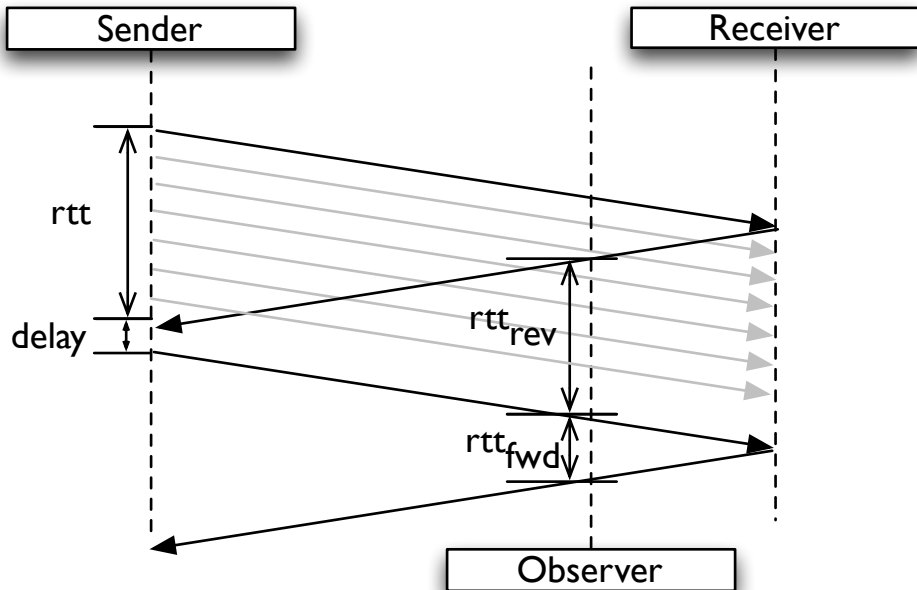 Sender
Receiver
rtt
delay
rtt rev
rtt fwd
Observer